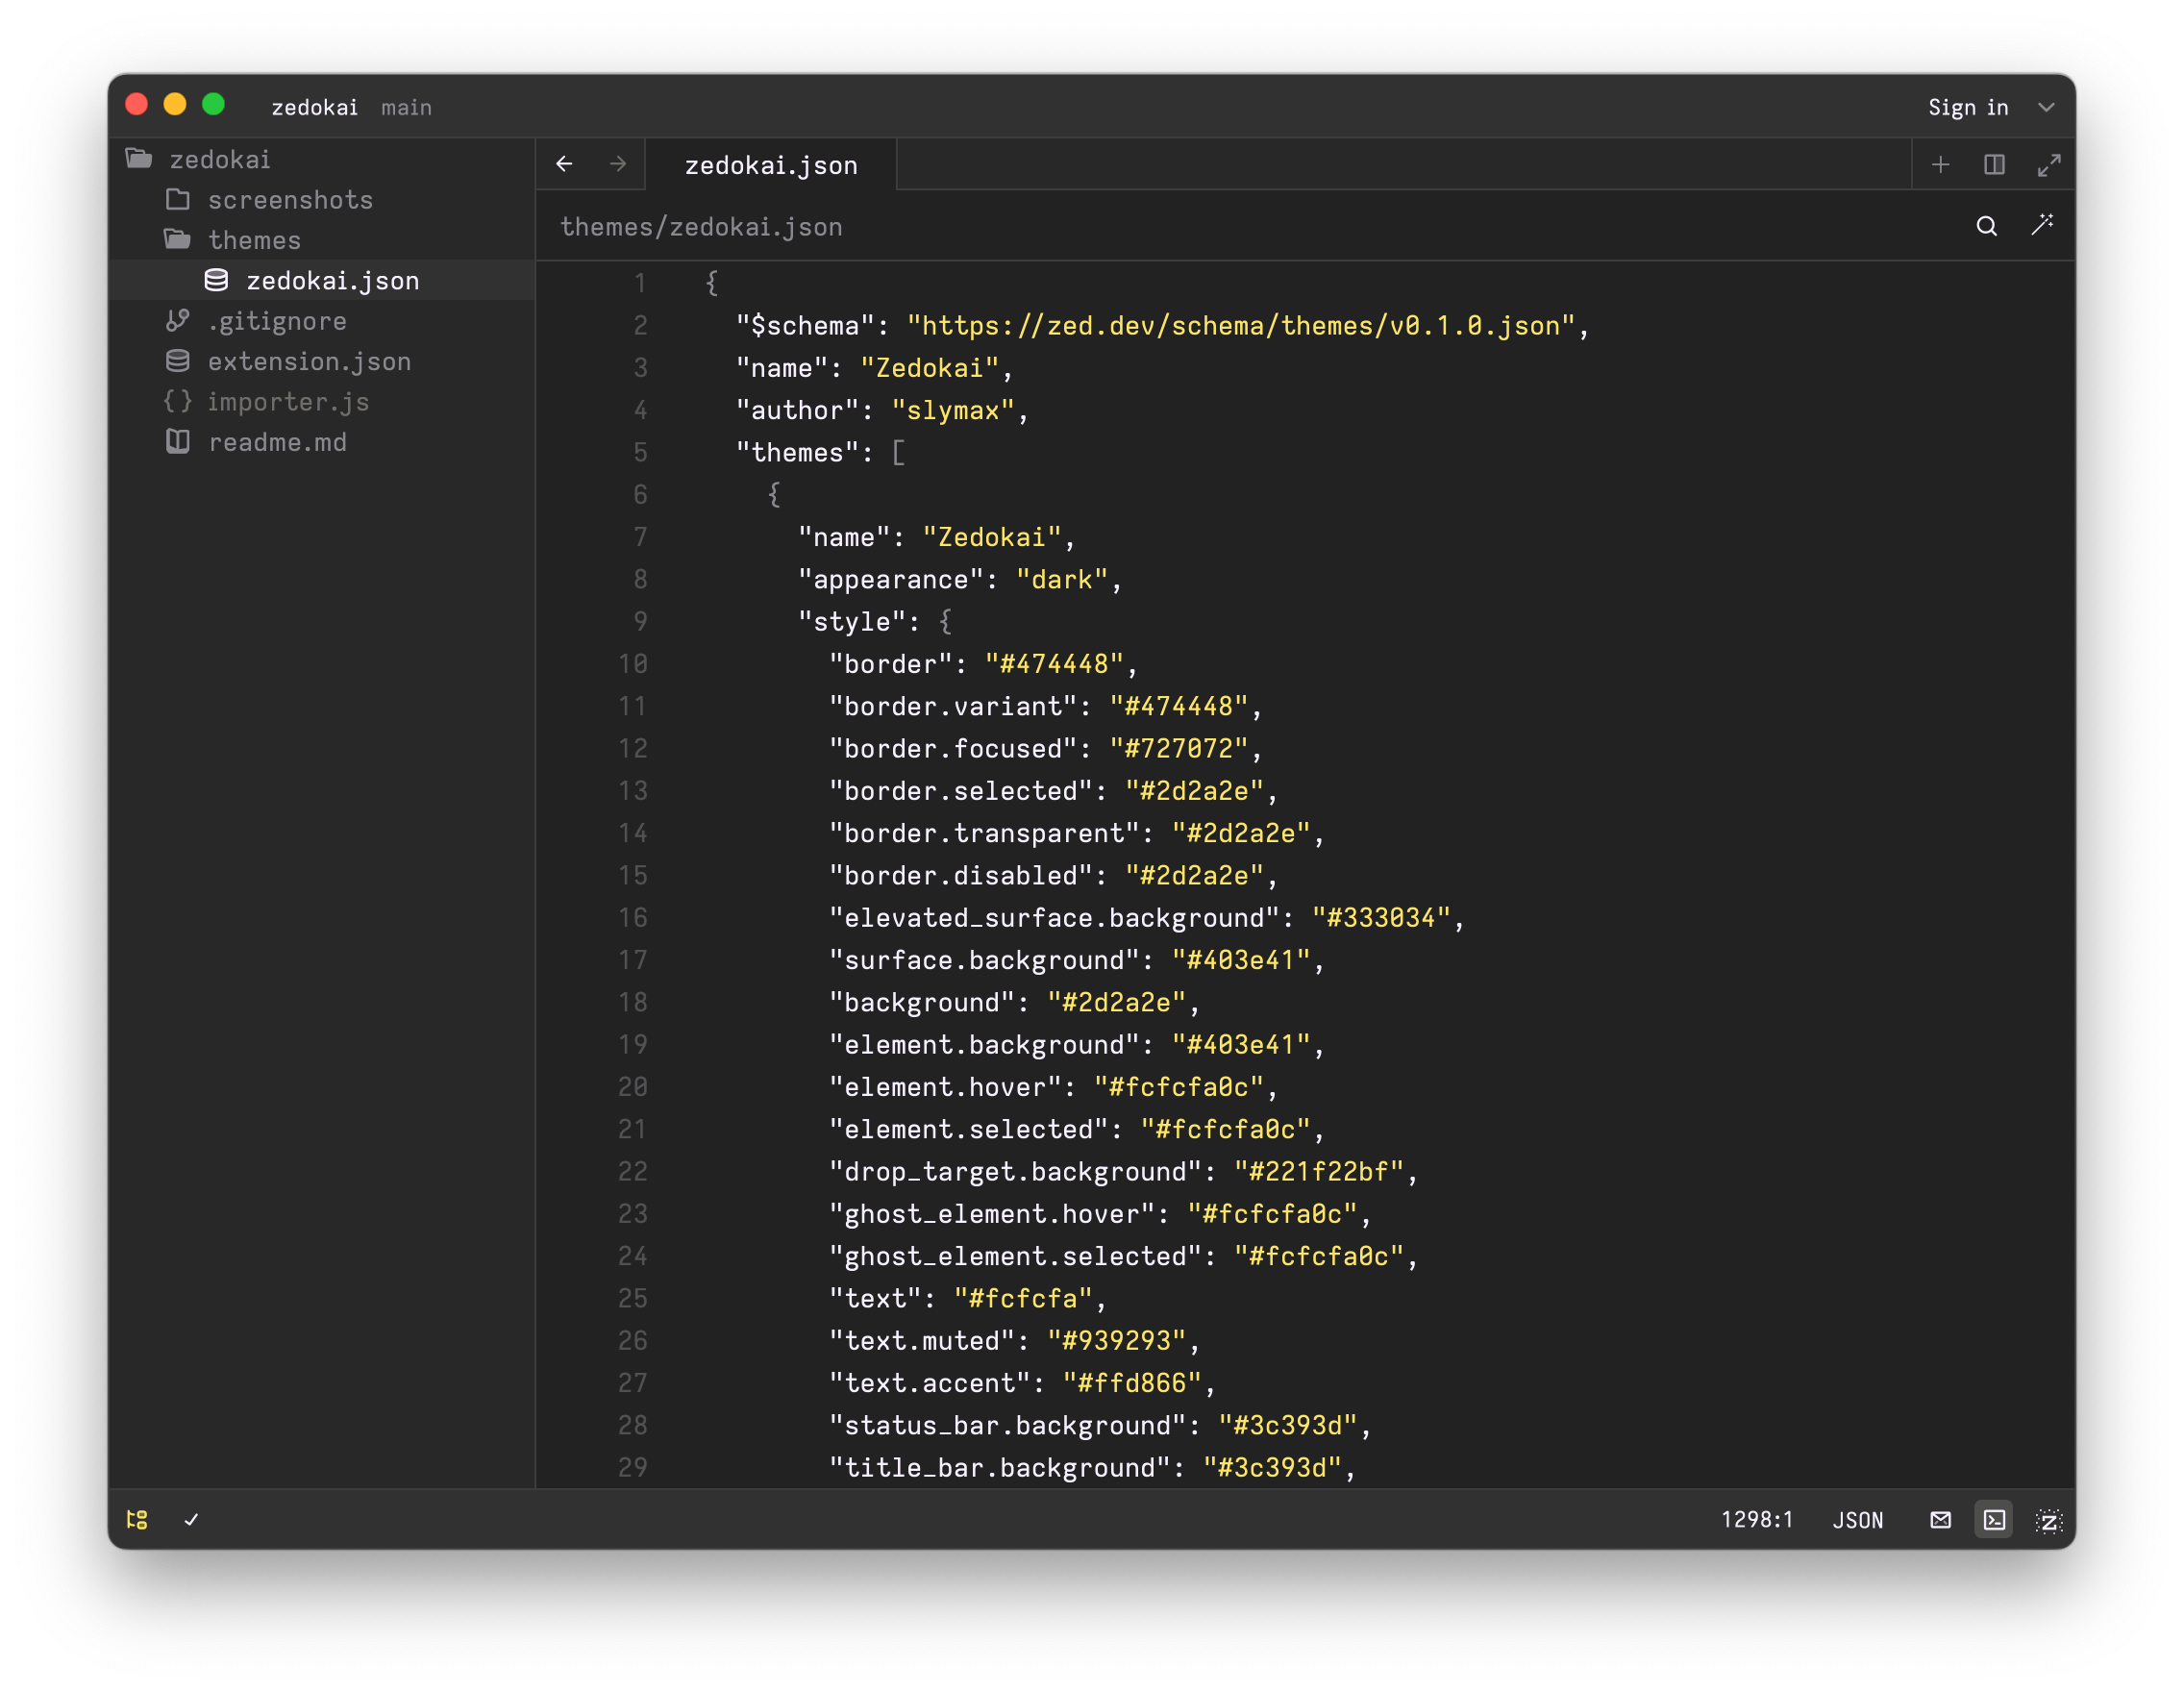 zedokai main
Sign in
zedokai
screenshots
themes
zedokai.json
.gitignore
extension.json
importer.js
readme.md
zedokai.json
themes/zedokai.json
1 {
2 "$schema": "https://zed.dev/schema/themes/v0.1.0.json",
3 "name": "Zedokai",
4 "author": "slymax",
5 "themes": [
6 {
7 "name": "Zedokai",
8 "appearance": "dark",
9 "style": {
10 "border": "#474448",
11 "border.variant": "#474448",
12 "border.focused": "#727072",
13 "border.selected": "#2d2a2e",
14 "border.transparent": "#2d2a2e",
15 "border.disabled": "#2d2a2e",
16 "elevated_surface.background": "#333034",
17 "surface.background": "#403e41",
18 "background": "#2d2a2e",
19 "element.background": "#403e41",
20 "element.hover": "#fcfcfa0c",
21 "element.selected": "#fcfcfa0c",
22 "drop_target.background": "#221f22bf",
23 "ghost_element.hover": "#fcfcfa0c",
24 "ghost_element.selected": "#fcfcfa0c",
25 "text": "#fcfcfa",
26 "text.muted": "#939293",
27 "text.accent": "#ffd866",
28 "status_bar.background": "#3c393d",
29 "title_bar.background": "#3c393d",
1298:1 JSON